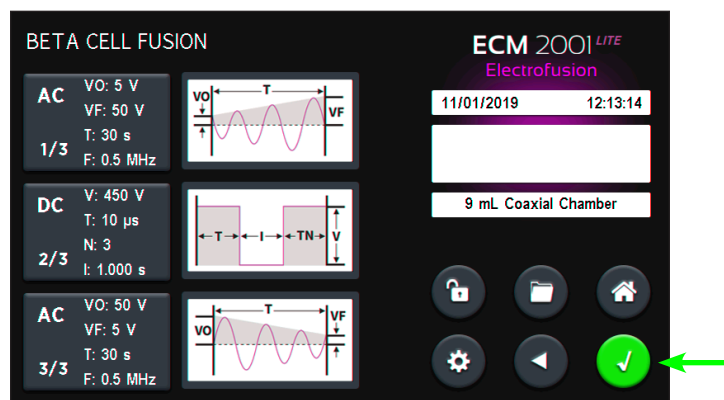 BETA CELL FUSION
AC
1/3
VO: 5 V
VF: 50 V
T: 30 s
F: 0.5 MHz
VO
T
VF
DC
2/3
V: 450 V
T: 10 µs
N: 3
I: 1.000 s
T
I
TN
V
AC
3/3
VO: 50 V
VF: 5 V
T: 30 s
F: 0.5 MHz
VO
T
VF
ECM 2001 LITE
Electrofusion
11/01/2019 12:13:14
9 mL Coaxial Chamber